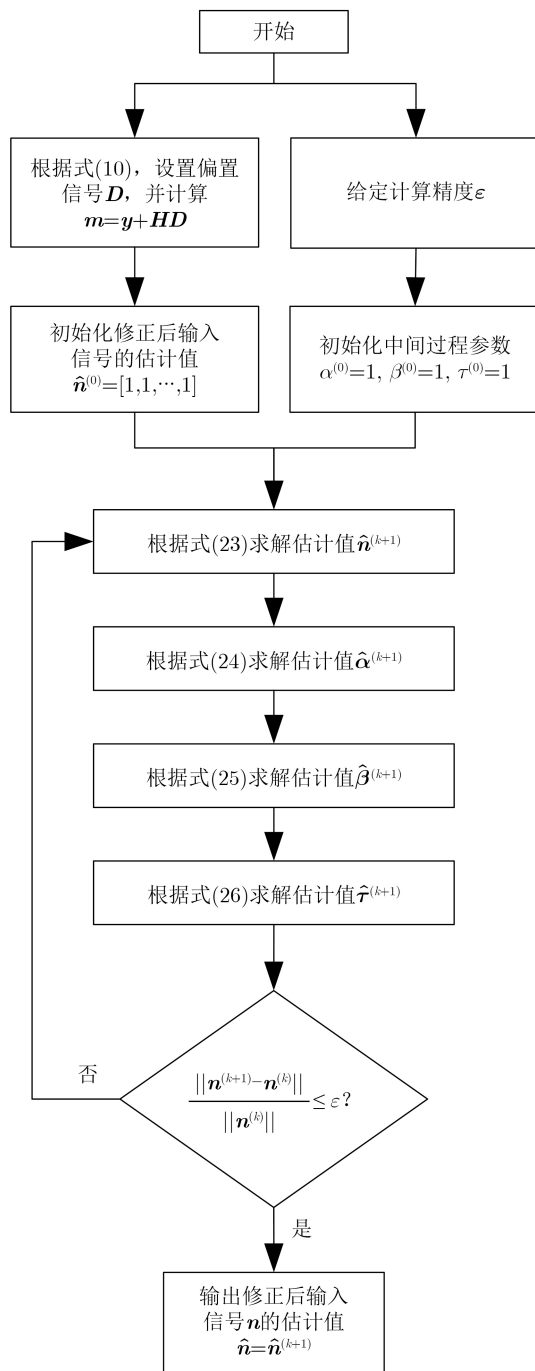 开始
根据式(10)，设置偏置
信号D，并计算
m=y+HD
给定计算精度ε
初始化修正后输入
信号的估计值
n̂⁽⁰⁾=[1,1,⋯,1]
初始化中间过程参数
α⁽⁰⁾=1, β⁽⁰⁾=1, τ⁽⁰⁾=1
根据式(23)求解估计值n̂⁽ᵏ⁺¹⁾
根据式(24)求解估计值α̂⁽ᵏ⁺¹⁾
根据式(25)求解估计值β̂⁽ᵏ⁺¹⁾
根据式(26)求解估计值τ̂⁽ᵏ⁺¹⁾
否
||n⁽ᵏ⁺¹⁾−n⁽ᵏ⁾||
||n⁽ᵏ⁾||
≤ ε?
是
输出修正后输入
信号n的估计值
n̂=n̂⁽ᵏ⁺¹⁾